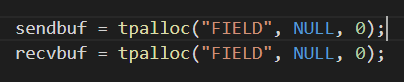 sendbuf = tpalloc("FIELD", NULL, 0);
recvbuf = tpalloc("FIELD", NULL, 0);